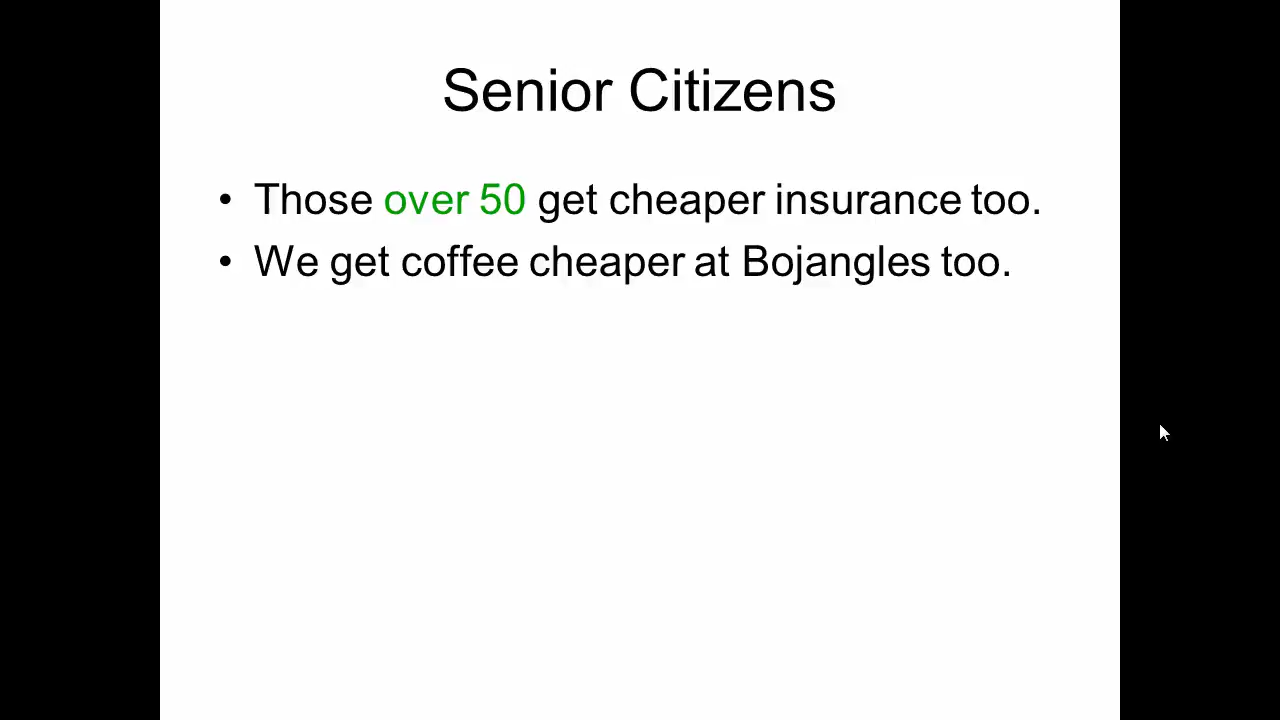 Senior Citizens
• Those over 50 get cheaper insurance too.
• We get coffee cheaper at Bojangles too.